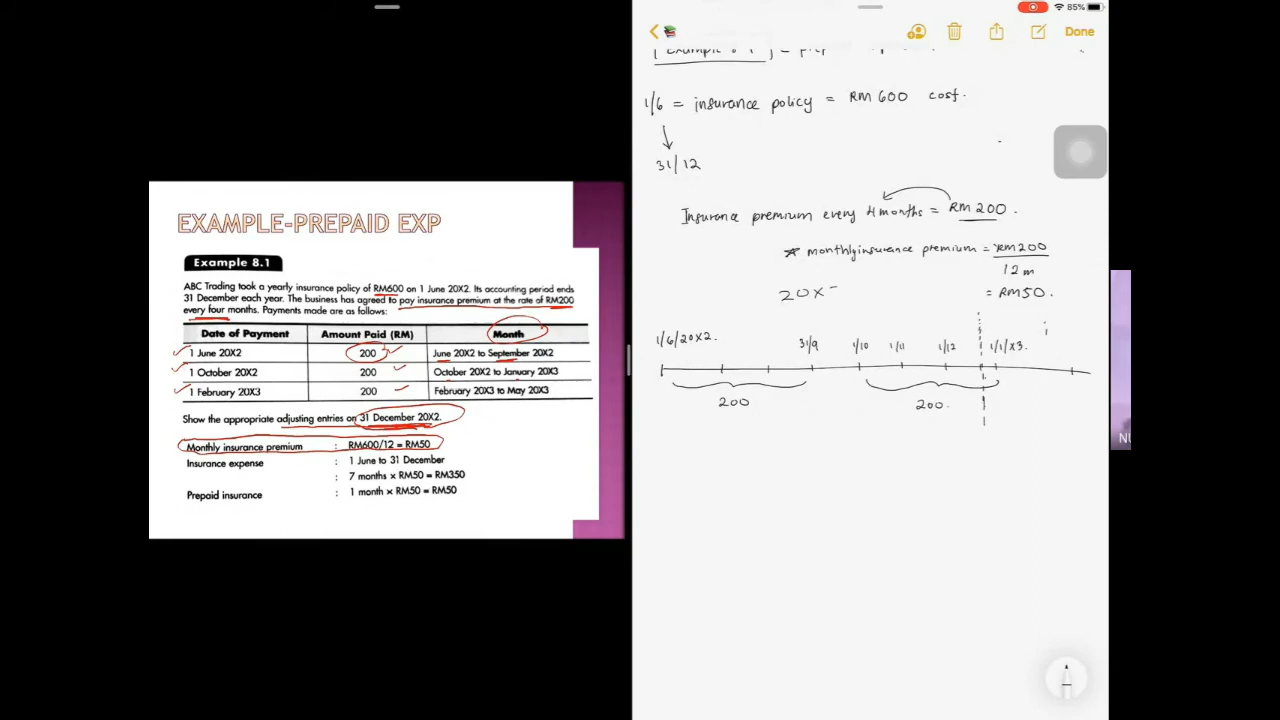 EXAMPLE-PREPAID EXP
Example 8.1
ABC Trading took a yearly insurance policy of RM600 on 1 June 20X2. Its accounting period ends
31 December each year. The business has agreed to pay insurance premium at the rate of RM200
every four months. Payments made are as follows:
Date of Payment Amount Paid (RM) Month
1 June 20X2 200 June 20X2 to September 20X2
1 October 20X2 200 October 20X2 to January 20X3
1 February 20X3 200 February 20X3 to May 20X3
Show the appropriate adjusting entries on 31 December 20X2.
Monthly insurance premium : RM600/12 = RM50
Insurance expense : 1 June to 31 December
: 7 months x RM50 = RM350
Prepaid insurance : 1 month x RM50 = RM50
85%
Done
1/6 = insurance policy = RM 600 cost.
31/12
Insurance premium every 4 months = RM 200.
* monthly insurance premium = RM 200
12 m
20X
= RM50.
1/6/20X2. 31/9 1/10 1/11 1/12 1/1/X3.
200 200.